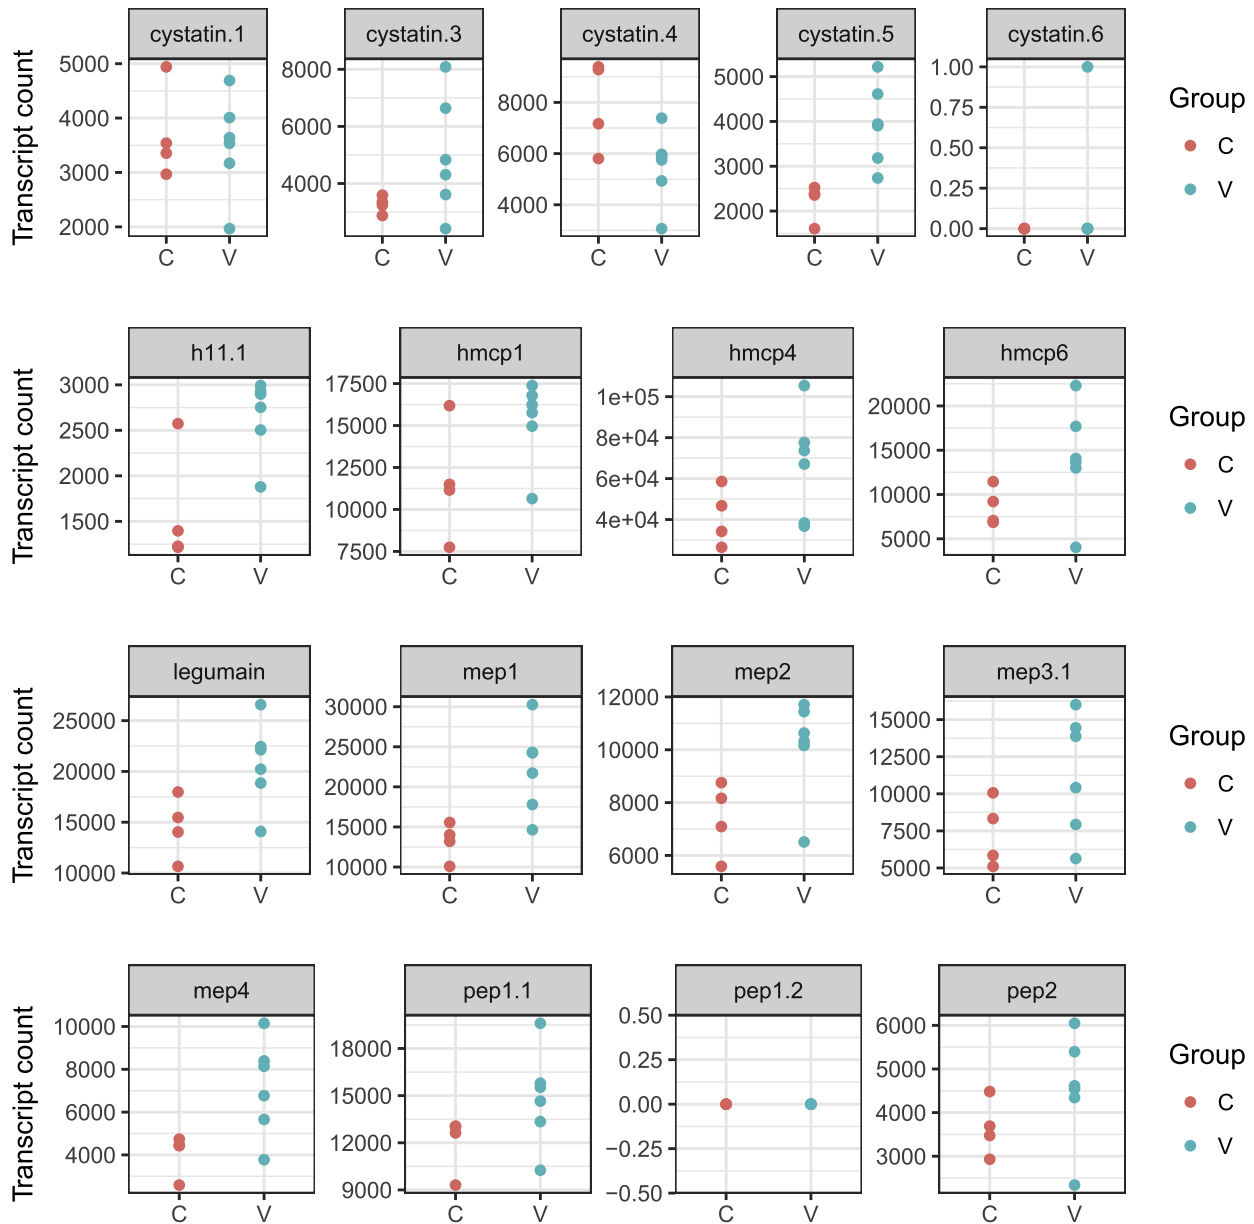 cystatin.1 cystatin.3 cystatin.4 cystatin.5 cystatin.6
Transcript count
5000
4000
3000
2000
8000
6000
4000
8000
6000
4000
5000
4000
3000
2000
1.00
0.75
0.50
0.25
0.00
C V C V C V C V C V
Group
C
V
h11.1 hmcp1 hmcp4 hmcp6
Transcript count
3000
2500
2000
1500
17500
15000
12500
10000
7500
1e+05
8e+04
6e+04
4e+04
20000
15000
10000
5000
C V C V C V C V
Group
C
V
legumain mep1 mep2 mep3.1
Transcript count
25000
20000
15000
10000
30000
25000
20000
15000
10000
12000
10000
8000
6000
15000
12500
10000
7500
5000
C V C V C V C V
Group
C
V
mep4 pep1.1 pep1.2 pep2
Transcript count
10000
8000
6000
4000
18000
15000
12000
9000
0.50
0.25
0.00
−0.25
−0.50
6000
5000
4000
3000
C V C V C V C V
Group
C
V